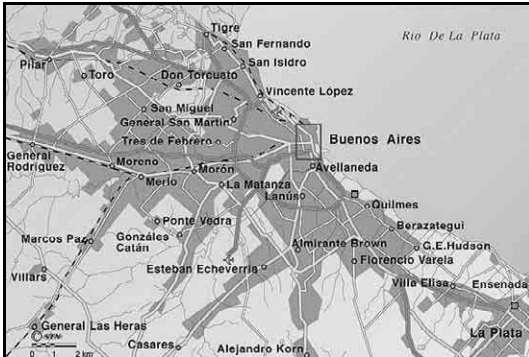 Tigre
San Fernando
Rio De La Plata
San Isidro
Pilar
Toro
Don Torcuato
Vincente López
San Miguel
General San Martín
Buenos Aires
Tres de Febrero
General
Rodríguez
Moreno
Morón
Avellaneda
Merlo
La Matanza
Lanús
Quilmes
Ponte Vedra
Berazategui
Marcos Paz
Gonzáles
Catán
Almirante Brown
G.E.Hudson
Esteban Echeverria
Florencio Varela
Villars
Villa Elisa
Ensenada
General Las Heras
La Plata
0 1 2 km
Casares
Alejandro Korn